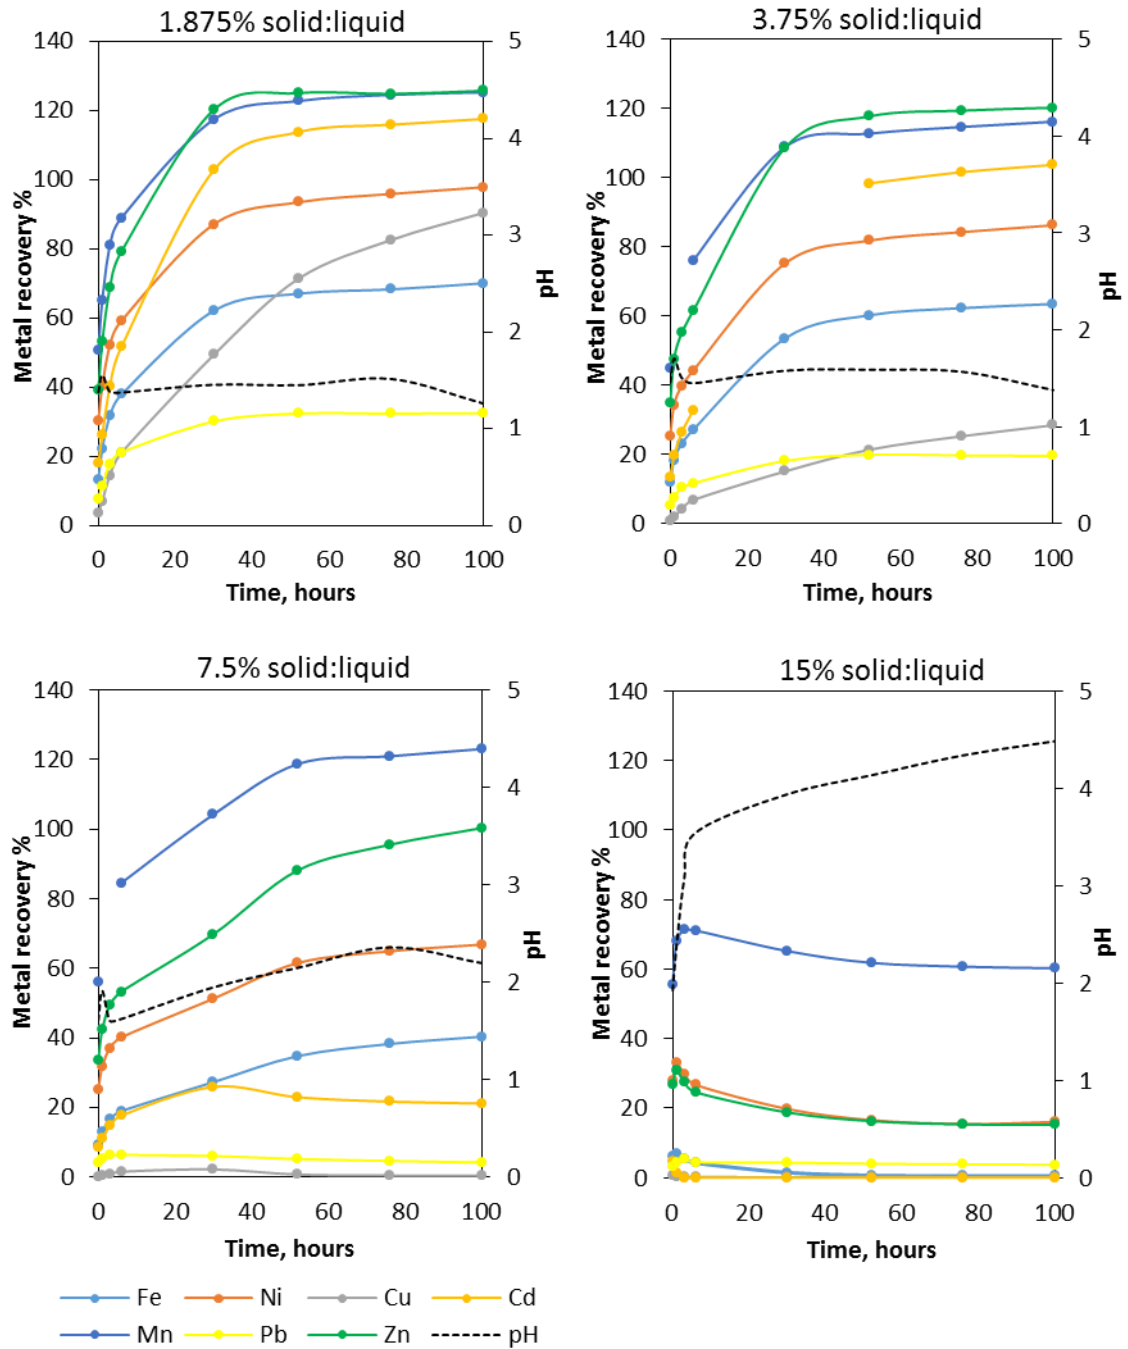 1.875% solid:liquid
140
120
100
80
60
40
20
0
Metal recovery %
5
4
3
2
1
0
pH
0 20 40 60 80 100
Time, hours
3.75% solid:liquid
140
120
100
80
60
40
20
0
Metal recovery %
5
4
3
2
1
0
pH
0 20 40 60 80 100
Time, hours
7.5% solid:liquid
140
120
100
80
60
40
20
0
Metal recovery %
5
4
3
2
1
0
pH
0 20 40 60 80 100
Time, hours
15% solid:liquid
140
120
100
80
60
40
20
0
Metal recovery %
5
4
3
2
1
0
pH
0 20 40 60 80 100
Time, hours
Fe Ni Cu Cd
Mn Pb Zn pH